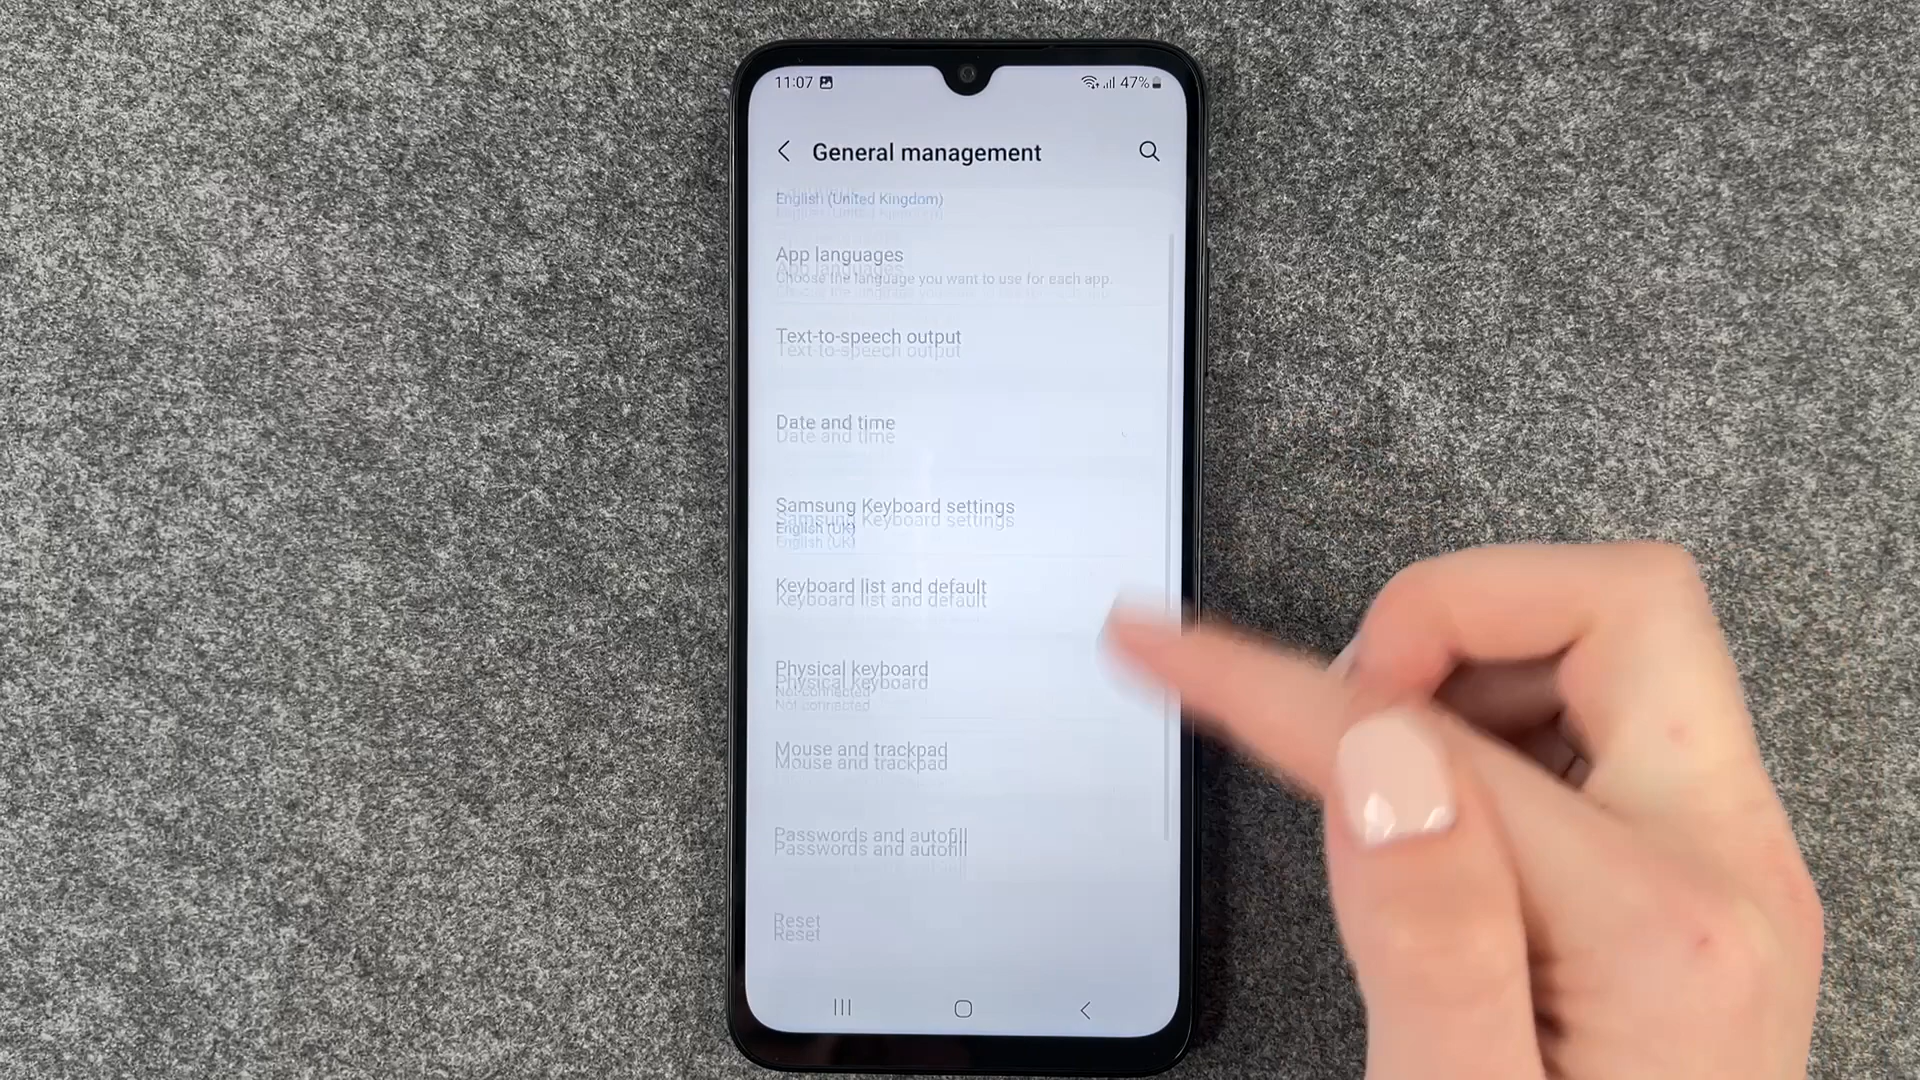 11:07
47%
General management
English (United Kingdom)
App languages
Choose the language you want to use for each app.
Text-to-speech output
Date and time
Samsung Keyboard settings
English (UK)
Keyboard list and default
Physical keyboard
Not connected
Mouse and trackpad
Passwords and autofill
Reset